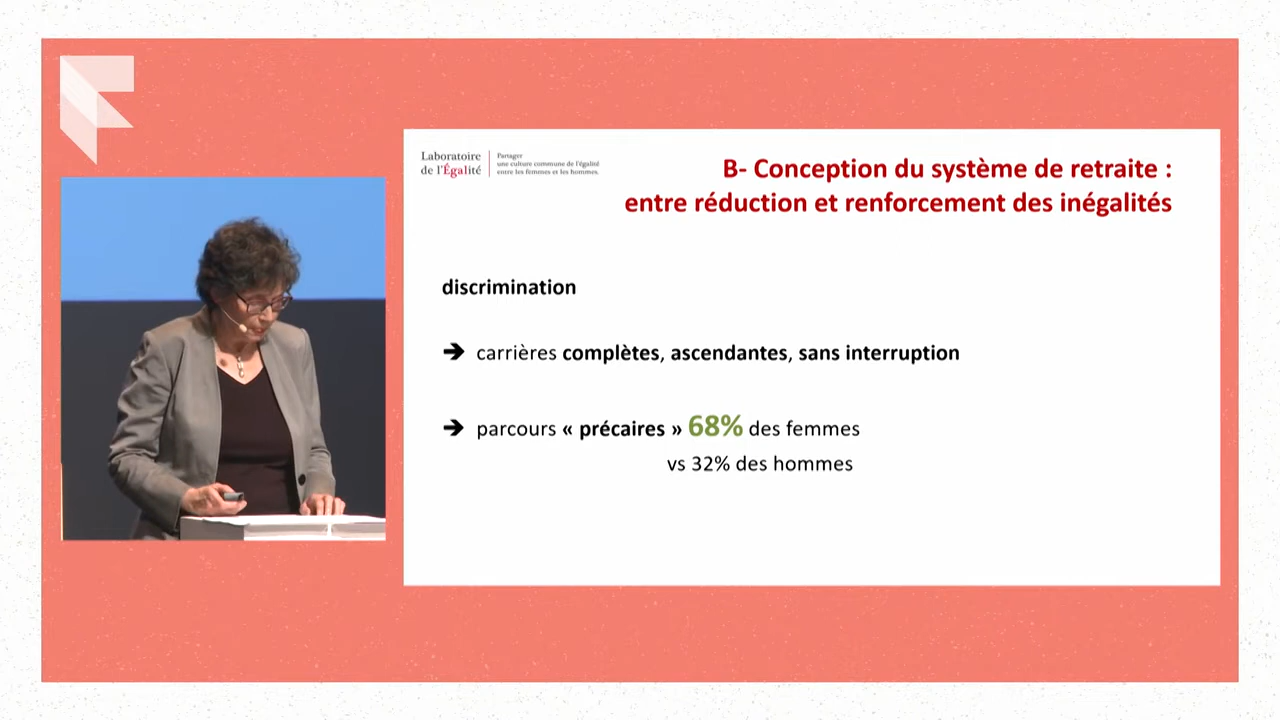 Laboratoire
de l'Égalité
Partager
une culture commune de l'égalité
entre les femmes et les hommes.
B- Conception du système de retraite :
entre réduction et renforcement des inégalités
discrimination
➔ carrières complètes, ascendantes, sans interruption
➔ parcours « précaires » 68% des femmes
vs 32% des hommes